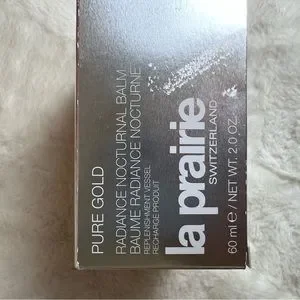 PURE GOLD
RADIANCE NOCTURNAL BALM
BAUME RADIANCE NOCTURNE
REPLENISHMENT VESSEL
RECHARGE PRODUIT
la prairie
SWITZERLAND
60 ml ℮ / NET WT. 2.0 OZ.